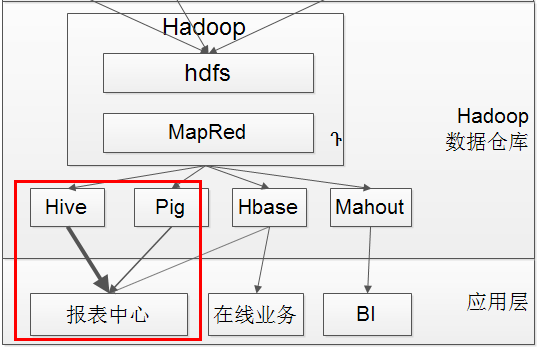 Hadoop
hdfs
MapRed
Hadoop
数据仓库
Hive
Pig
Hbase
Mahout
报表中心
在线业务
BI
应用层